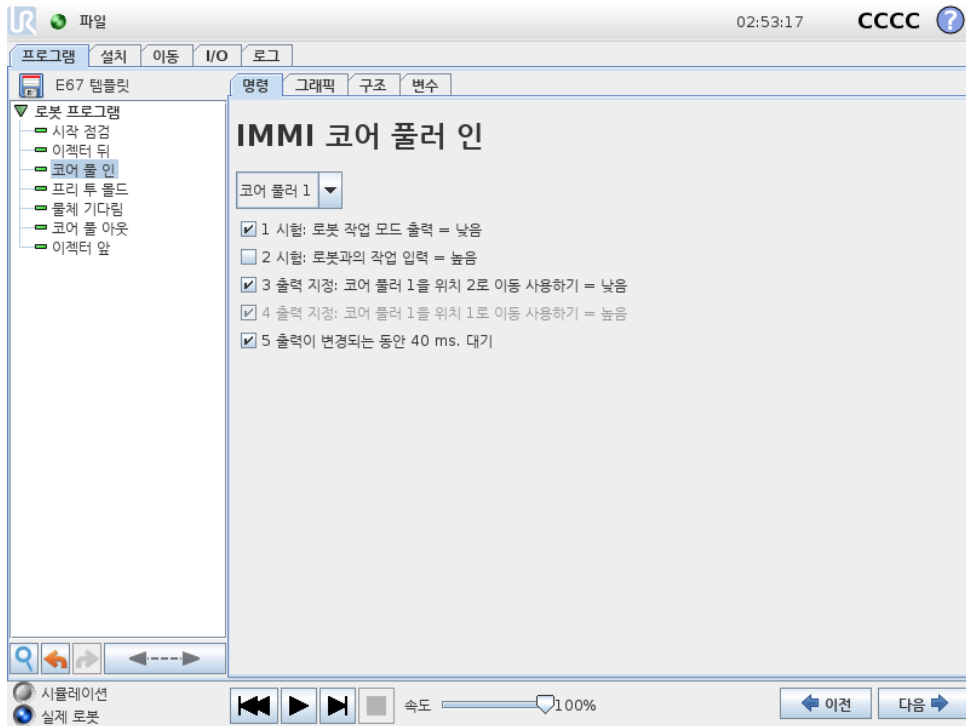 UR 파일 02:53:17 CCCC ?
프로그램 설치 이동 I/O 로그
E67 템플릿
명령 그래픽 구조 변수
로봇 프로그램
시작 점검
이젝터 뒤
코어 풀 인
프리 투 몰드
물체 기다림
코어 풀 아웃
이젝터 앞
IMMI 코어 풀러 인
코어 풀러 1
1 시험: 로봇 작업 모드 출력 = 낮음
2 시험: 로봇과의 작업 입력 = 높음
3 출력 지정: 코어 풀러 1을 위치 2로 이동 사용하기 = 낮음
4 출력 지정: 코어 풀러 1을 위치 1로 이동 사용하기 = 높음
5 출력이 변경되는 동안 40 ms. 대기
시뮬레이션
실제 로봇
속도 100%
이전 다음